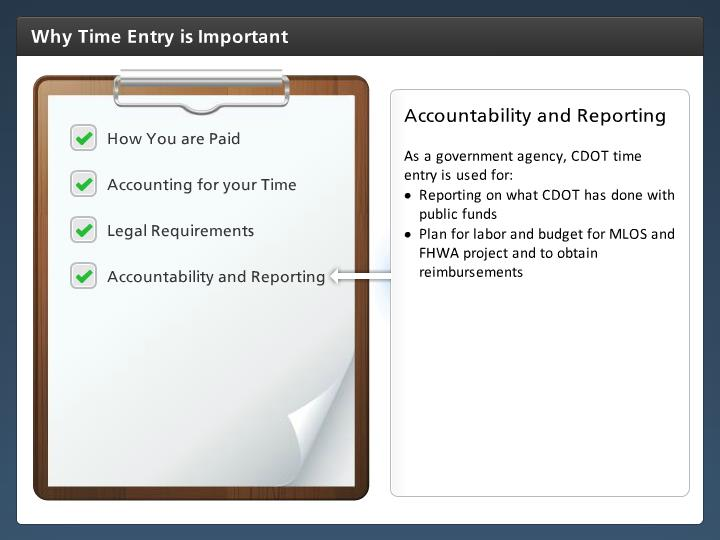 Why Time Entry is Important
How You are Paid
Accounting for your Time
Legal Requirements
Accountability and Reporting
Accountability and Reporting
As a government agency, CDOT time
entry is used for:
• Reporting on what CDOT has done with
public funds
• Plan for labor and budget for MLOS and
FHWA project and to obtain
reimbursements